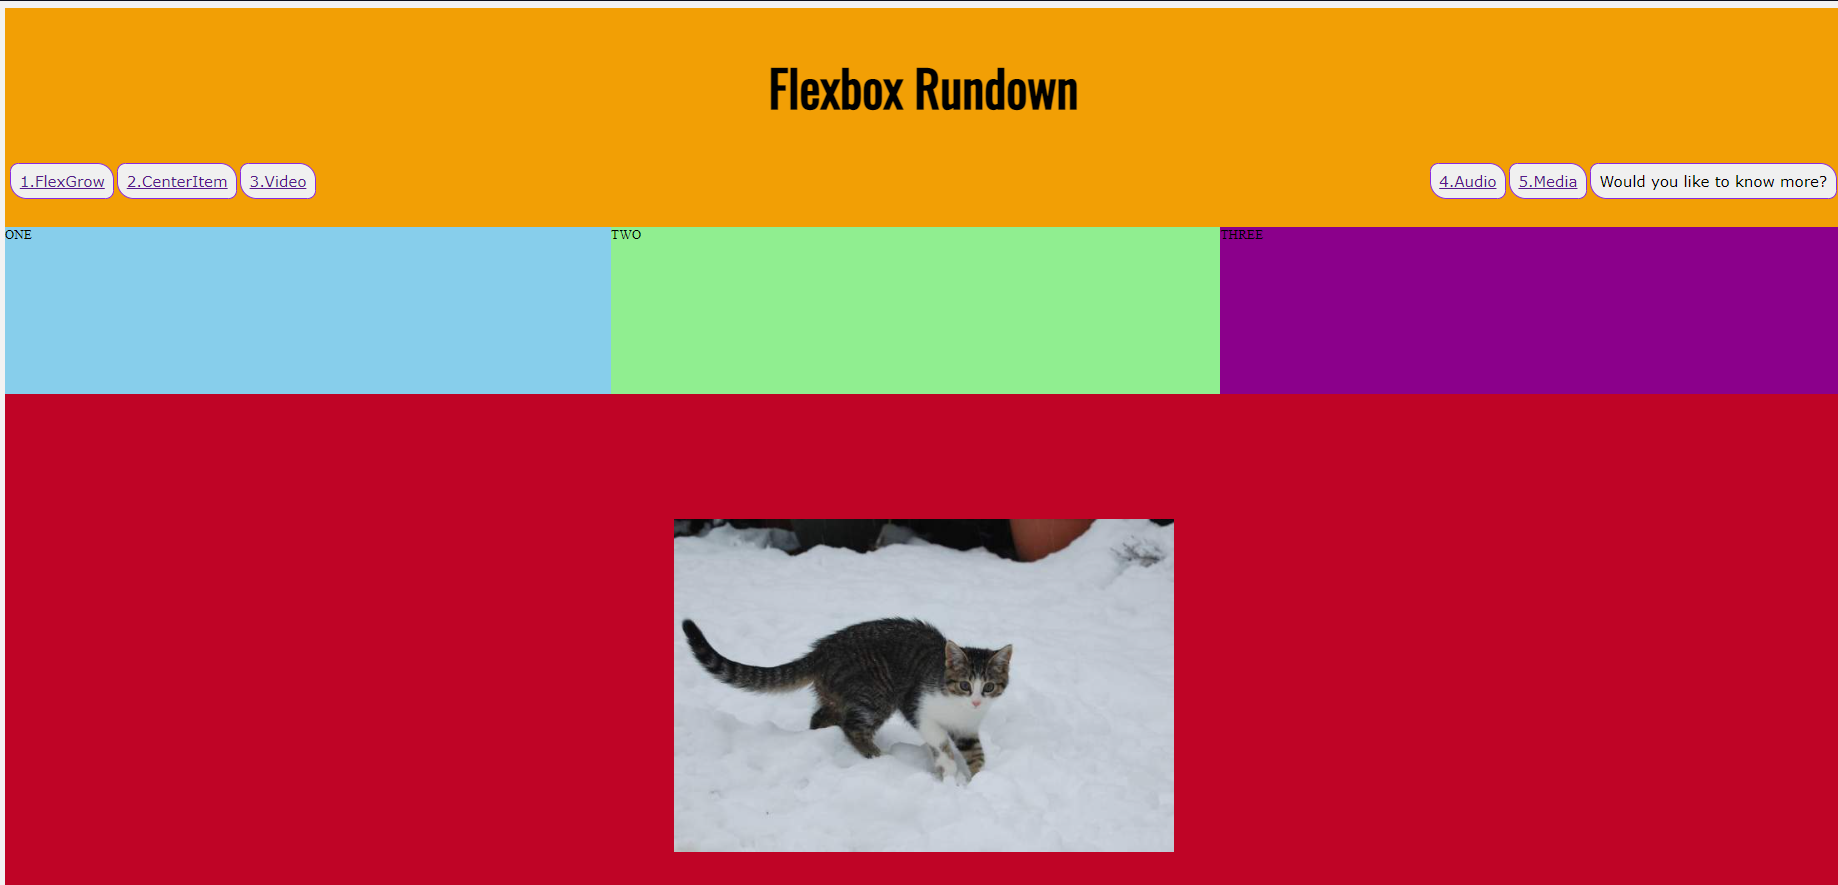 Flexbox Rundown
1.FlexGrow 2.CenterItem 3.Video 4.Audio 5.Media Would you like to know more?
ONE TWO THREE